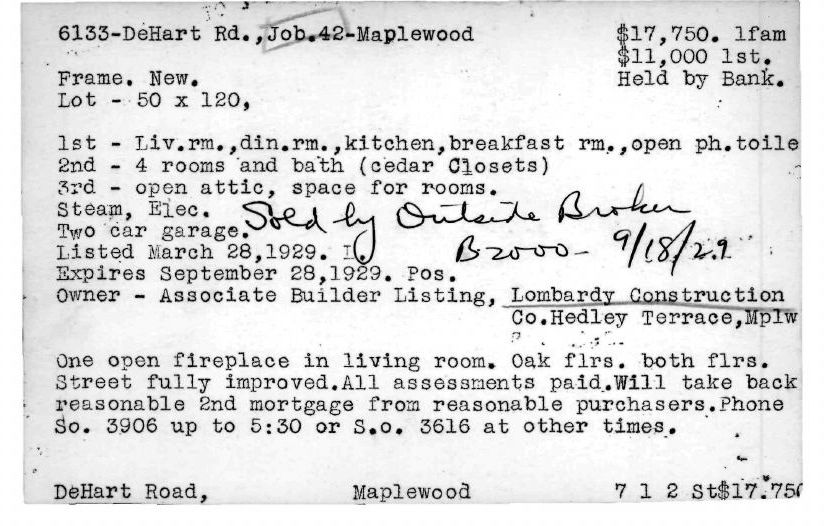 6133-DeHart Rd.,Job.42-Maplewood $17,750. 1fam
$11,000 1st.
Frame. New. Held by Bank.
Lot - 50 x 120,
1st - Liv.rm.,din.rm.,kitchen,breakfast rm.,open ph.toile
2nd - 4 rooms and bath (cedar Closets)
3rd - open attic, space for rooms.
Steam, Elec.
Sold by Outside Broker
Two car garage.
Listed March 28,1929. I.
B2000- 9/18/29
Expires September 28,1929. Pos.
Owner - Associate Builder Listing, Lombardy Construction
Co.Hedley Terrace,Mplw
One open fireplace in living room. Oak flrs. both flrs.
Street fully improved.All assessments paid.Will take back
reasonable 2nd mortgage from reasonable purchasers.Phone
So. 3906 up to 5:30 or S.o. 3616 at other times.
DeHart Road, Maplewood 7 1 2 St$17.750